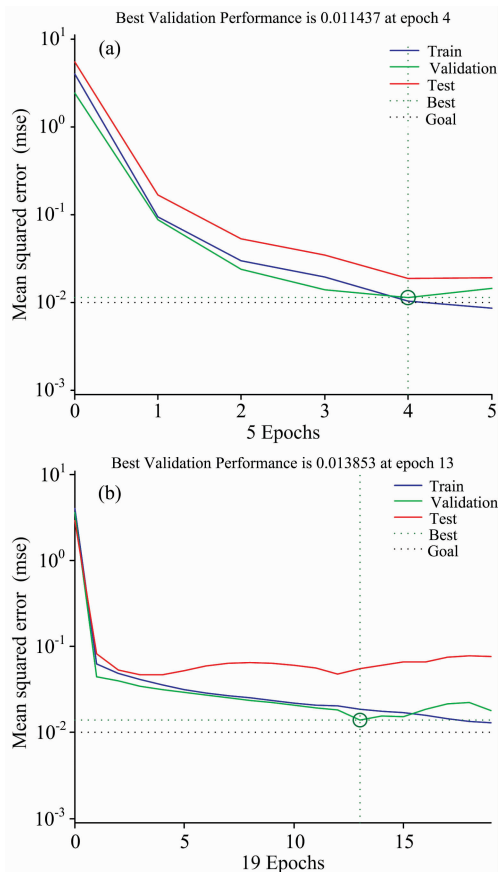 Best Validation Performance is 0.011437 at epoch 4
(a)
Train
Validation
Test
Best
Goal
Mean squared error (mse)
10^1
10^0
10^-1
10^-2
10^-3
0 1 2 3 4 5
5 Epochs
Best Validation Performance is 0.013853 at epoch 13
(b)
Train
Validation
Test
Best
Goal
Mean squared error (mse)
10^1
10^0
10^-1
10^-2
10^-3
0 5 10 15
19 Epochs